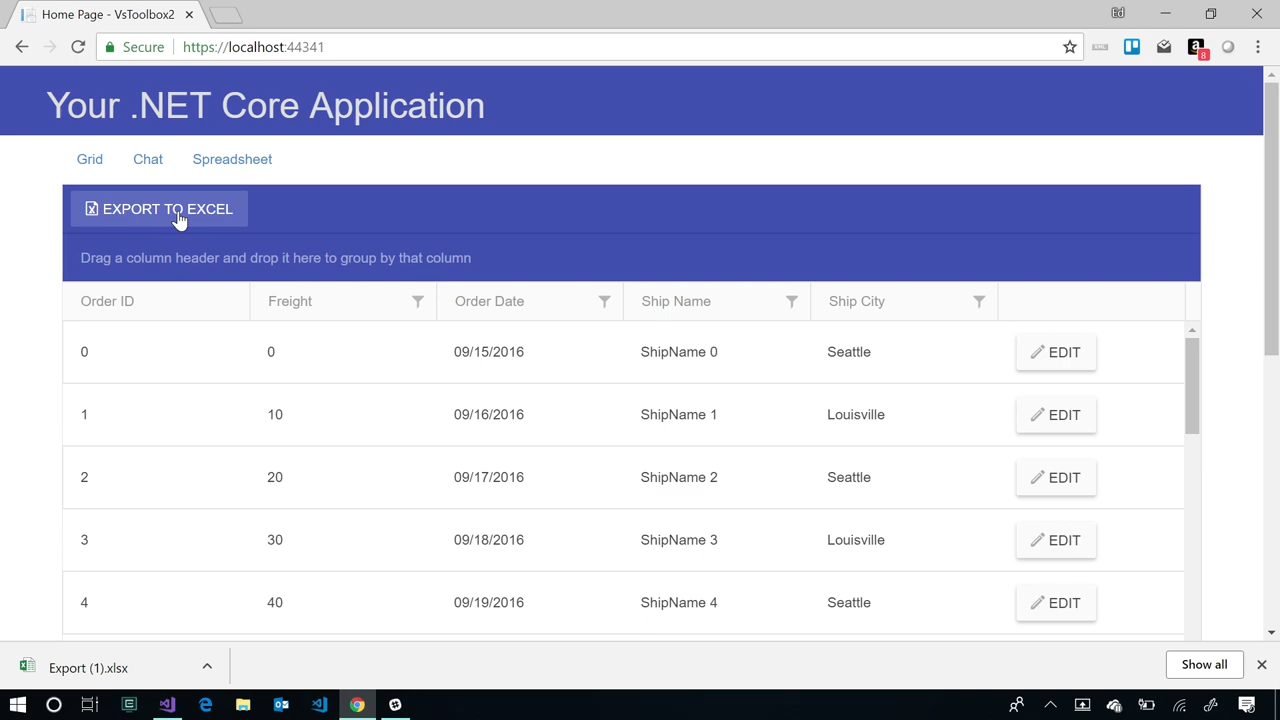 Home Page - VsToolbox2
Ed
Secure
https://localhost:44341
8
Your .NET Core Application
Grid Chat Spreadsheet
EXPORT TO EXCEL
Drag a column header and drop it here to group by that column
Order ID Freight Order Date Ship Name Ship City
0 0 09/15/2016 ShipName 0 Seattle EDIT
1 10 09/16/2016 ShipName 1 Louisville EDIT
2 20 09/17/2016 ShipName 2 Seattle EDIT
3 30 09/18/2016 ShipName 3 Louisville EDIT
4 40 09/19/2016 ShipName 4 Seattle EDIT
Export (1).xlsx
Show all